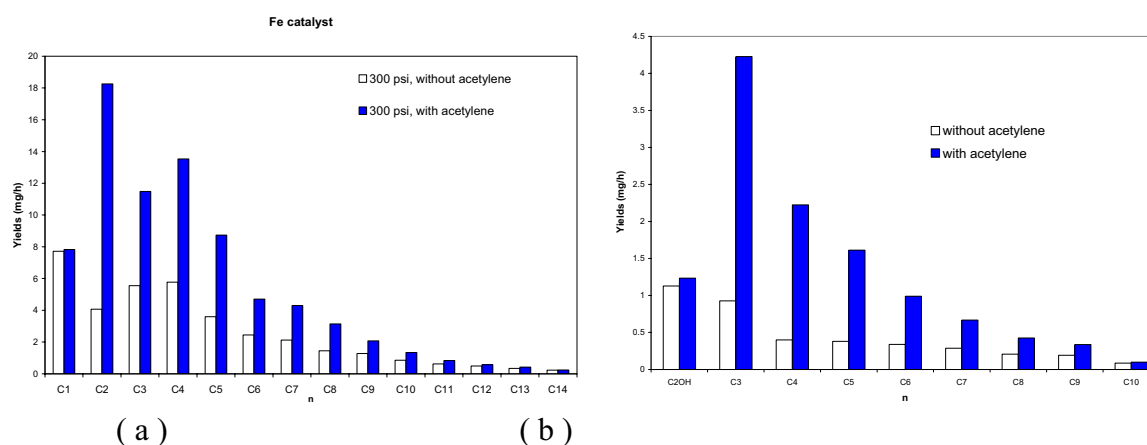 Fe catalyst
20
18
16
14
12
10
8
6
4
2
0
Yields (mg/h)
300 psi, without acetylene
300 psi, with acetylene
C1 C2 C3 C4 C5 C6 C7 C8 C9 C10 C11 C12 C13 C14
n
( a )
4.5
4
3.5
3
2.5
2
1.5
1
0.5
0
Yields (mg/h)
without acetylene
with acetylene
C2OH C3 C4 C5 C6 C7 C8 C9 C10
n
( b )